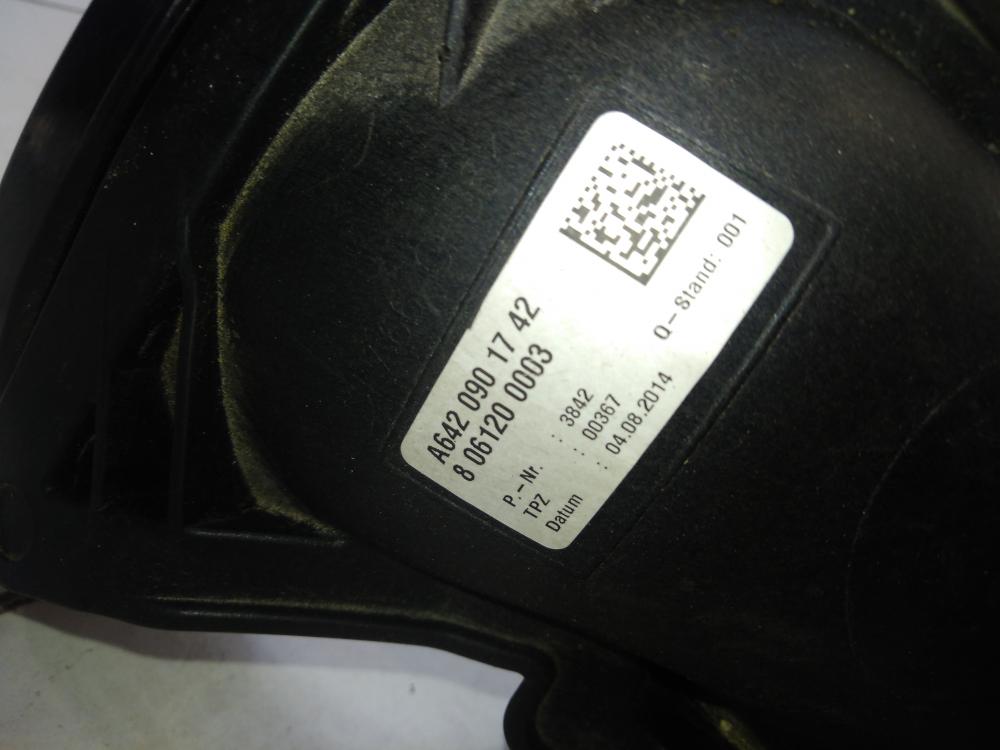 A642 090 17 42
8 06120 0003
P.-Nr. : 3842
TPZ : 00367 Q-Stand: 001
Datum : 04.08.2014